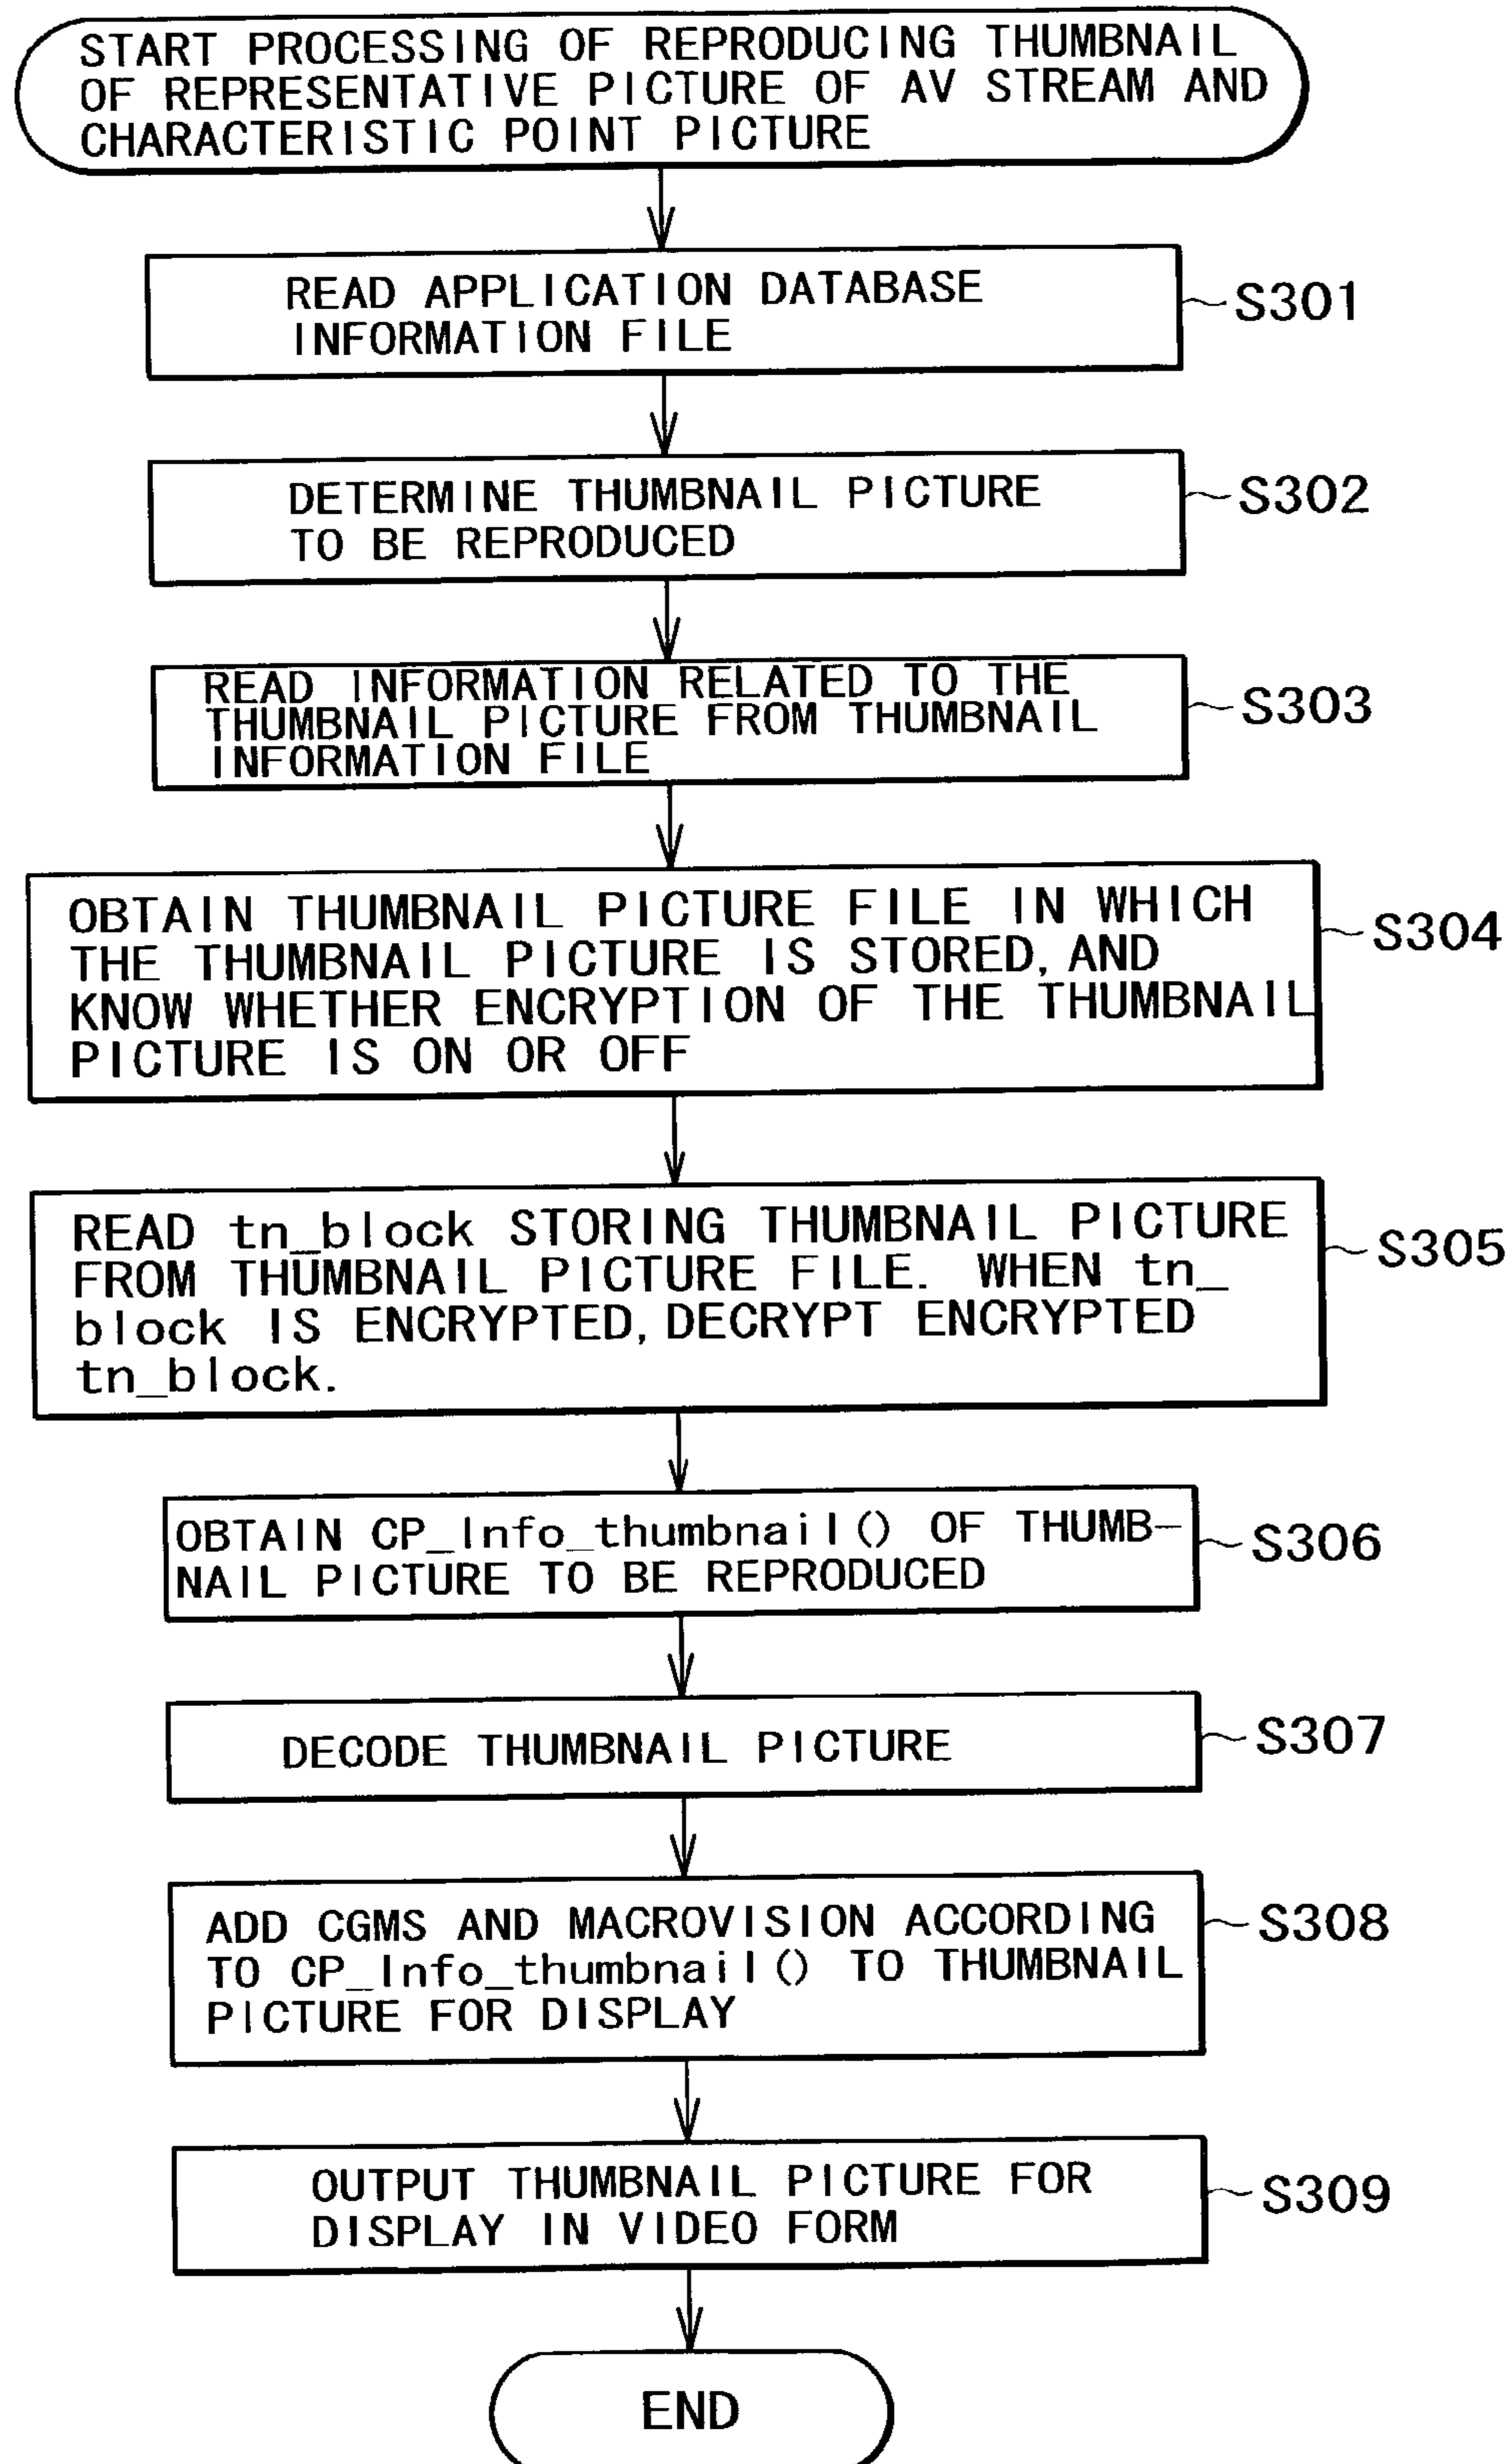 START PROCESSING OF REPRODUCING THUMBNAIL
OF REPRESENTATIVE PICTURE OF AV STREAM AND
CHARACTERISTIC POINT PICTURE
READ APPLICATION DATABASE
INFORMATION FILE
S301
DETERMINE THUMBNAIL PICTURE
TO BE REPRODUCED
S302
READ INFORMATION RELATED TO THE
THUMBNAIL PICTURE FROM THUMBNAIL
INFORMATION FILE
S303
OBTAIN THUMBNAIL PICTURE FILE IN WHICH
THE THUMBNAIL PICTURE IS STORED, AND
KNOW WHETHER ENCRYPTION OF THE THUMBNAIL
PICTURE IS ON OR OFF
S304
READ tn_block STORING THUMBNAIL PICTURE
FROM THUMBNAIL PICTURE FILE. WHEN tn_
block IS ENCRYPTED, DECRYPT ENCRYPTED
tn_block.
S305
OBTAIN CP_Info_thumbnail() OF THUMB-
NAIL PICTURE TO BE REPRODUCED
S306
DECODE THUMBNAIL PICTURE
S307
ADD CGMS AND MACROVISION ACCORDING
TO CP_Info_thumbnail() TO THUMBNAIL
PICTURE FOR DISPLAY
S308
OUTPUT THUMBNAIL PICTURE FOR
DISPLAY IN VIDEO FORM
S309
END